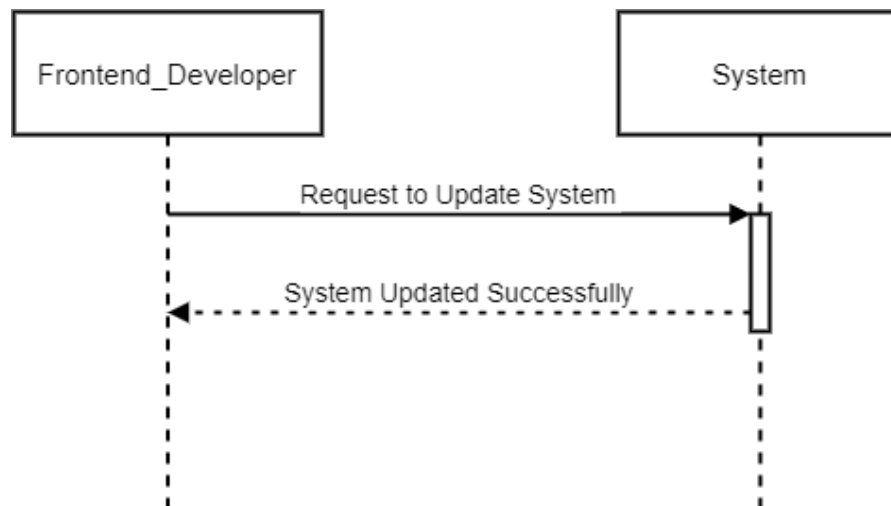 Frontend_Developer
System
Request to Update System
System Updated Successfully